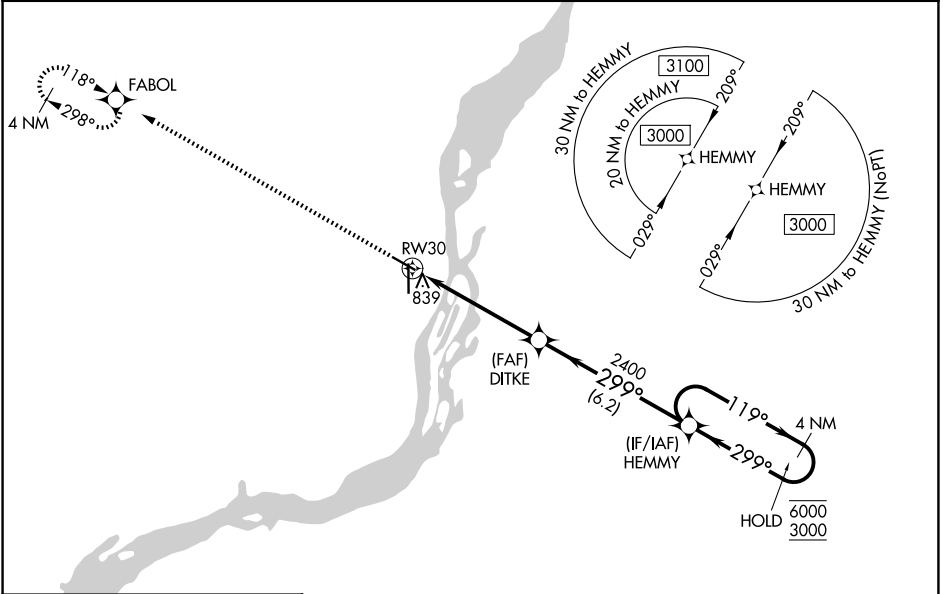 118°
FABOL
298°
4 NM
30 NM to HEMMY
3100
209°
20 NM to HEMMY
3000
HEMMY
029°
209°
HEMMY
3000
029°
30 NM to HEMMY (NoPT)
RW30
839
(FAF)
DITKE
2400
299°
(6.2)
(IF/IAF)
HEMMY
119°
4 NM
299°
HOLD
6000
3000